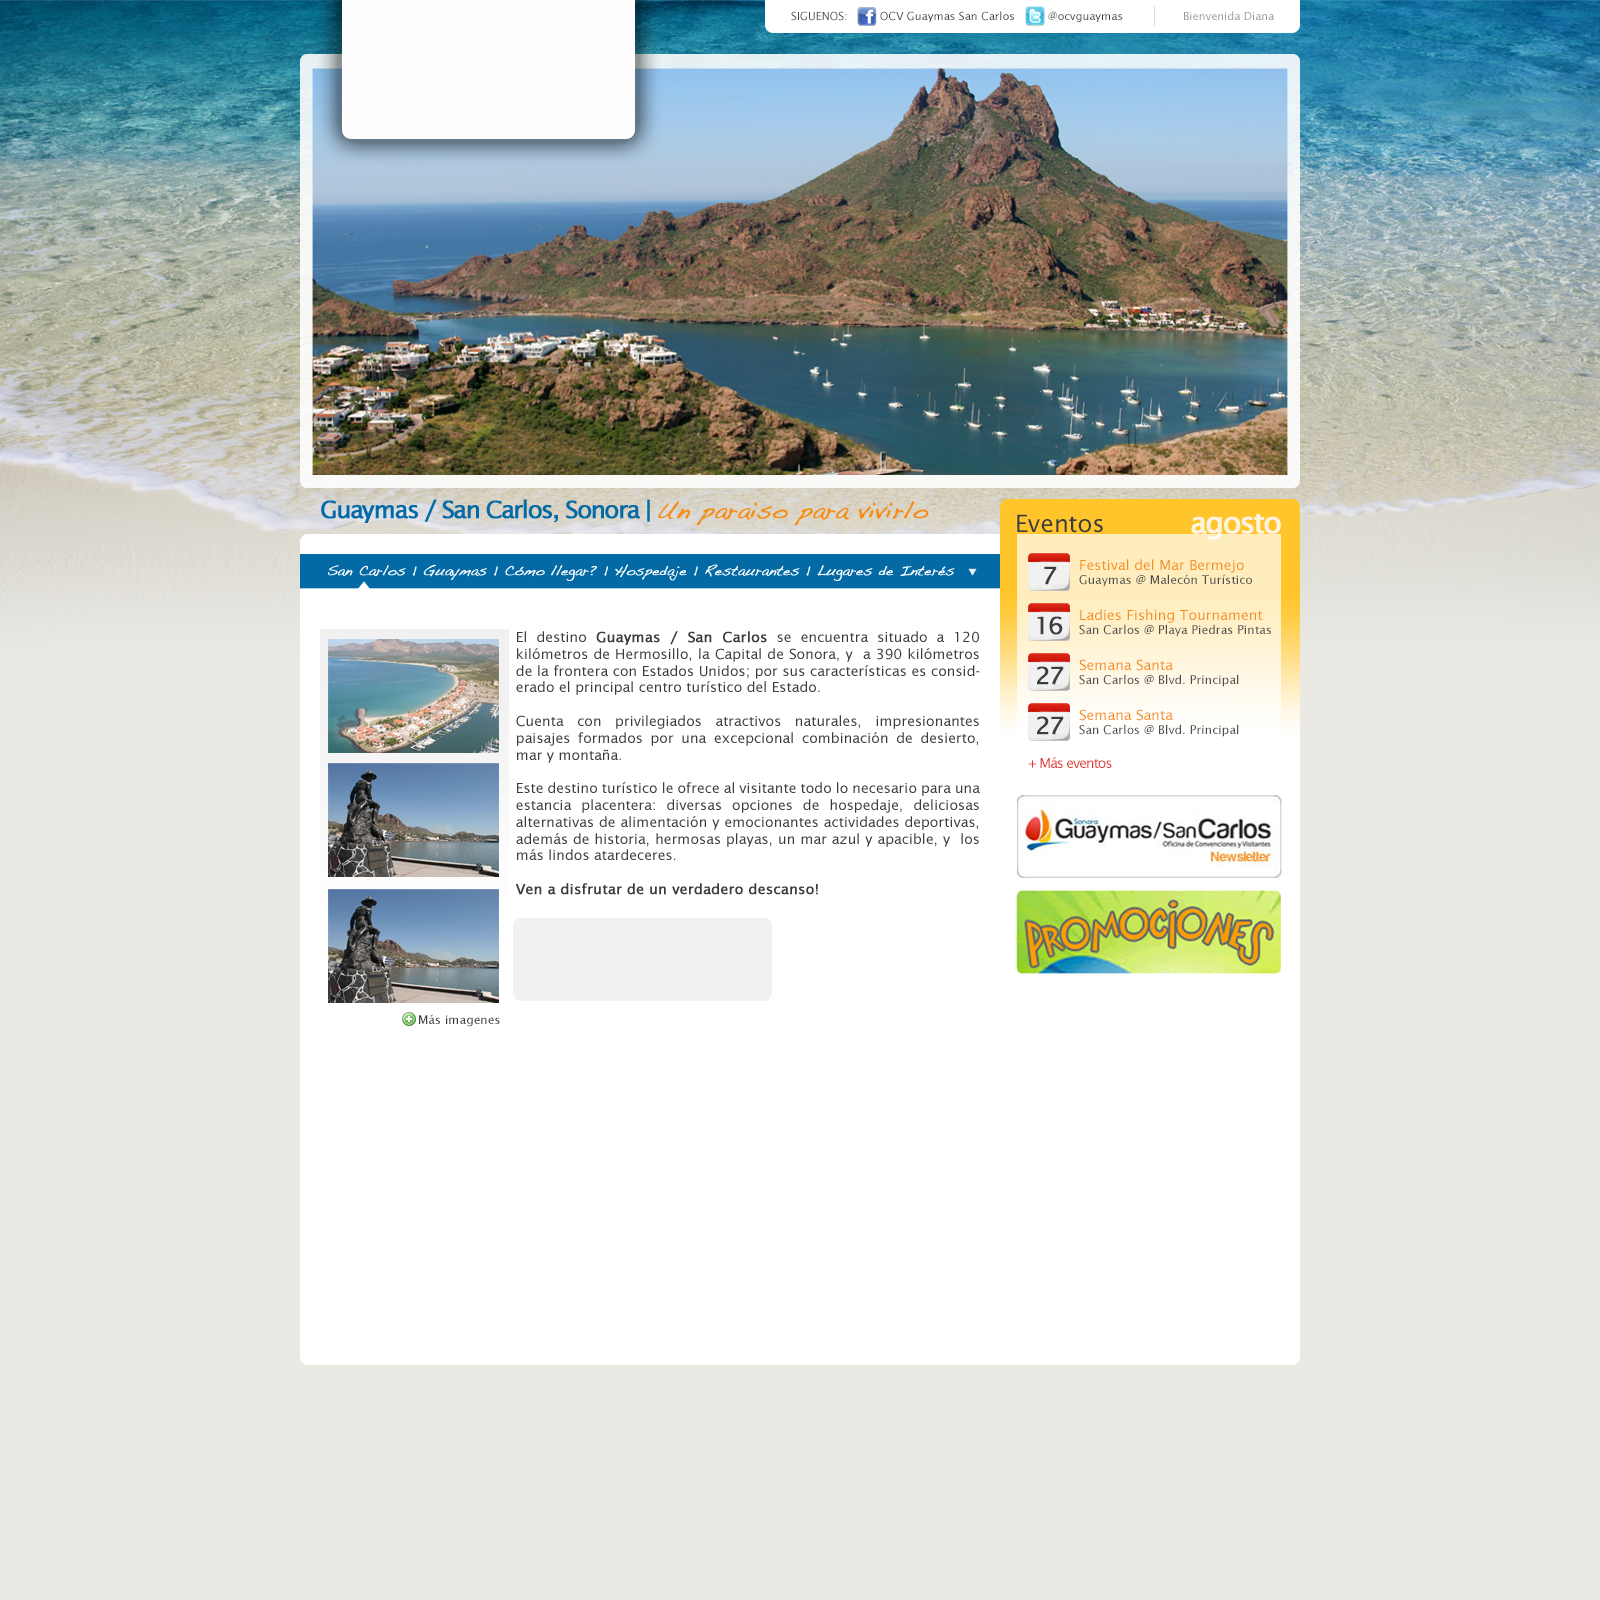 SIGUENOS: OCV Guaymas San Carlos @ocvguaymas Bienvenida Diana
Guaymas / San Carlos, Sonora | Un paraiso para vivirlo
San Carlos | Guaymas | Cómo llegar? | Hospedaje | Restaurantes | Lugares de Interés
El destino Guaymas / San Carlos se encuentra situado a 120
kilómetros de Hermosillo, la Capital de Sonora, y a 390 kilómetros
de la frontera con Estados Unidos; por sus características es consid-
erado el principal centro turístico del Estado.
Cuenta con privilegiados atractivos naturales, impresionantes
paisajes formados por una excepcional combinación de desierto,
mar y montaña.
Este destino turístico le ofrece al visitante todo lo necesario para una
estancia placentera: diversas opciones de hospedaje, deliciosas
alternativas de alimentación y emocionantes actividades deportivas,
además de historia, hermosas playas, un mar azul y apacible, y los
más lindos atardeceres.
Ven a disfrutar de un verdadero descanso!
Más imagenes
Eventos agosto
7
Festival del Mar Bermejo
Guaymas @ Malecón Turístico
16
Ladies Fishing Tournament
San Carlos @ Playa Piedras Pintas
27
Semana Santa
San Carlos @ Blvd. Principal
27
Semana Santa
San Carlos @ Blvd. Principal
+ Más eventos
Sonora
Guaymas/San Carlos
Oficina de Convenciones y Visitantes
Newsletter
PROMOCIONES